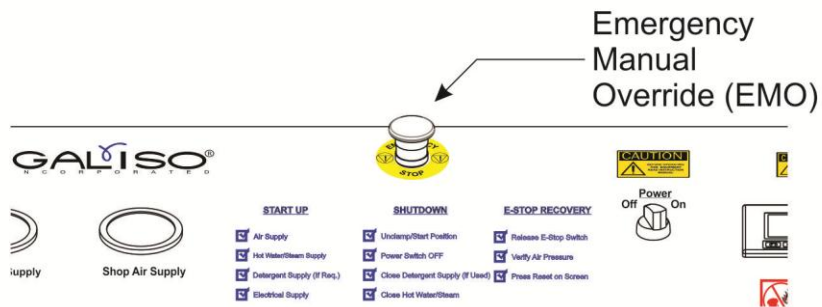 Emergency
Manual
Override (EMO)
GALISO®
INCORPORATED
EMERGENCY
STOP
CAUTION
Power
Off On
START UP
Air Supply
Hot Water/Steam Supply
Detergent Supply (If Req.)
Electrical Supply
SHUTDOWN
Unclamp/Start Position
Power Switch OFF
Close Detergent Supply (If Used)
Close Hot Water/Steam
E-STOP RECOVERY
Release E-Stop Switch
Verify Air Pressure
Press Reset on Screen
upply
Shop Air Supply